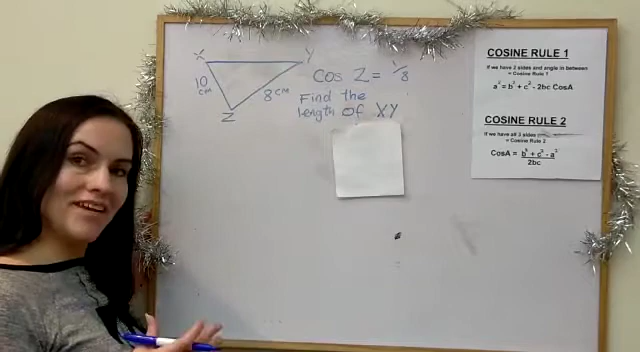 X
Y
10
cm
8 cm
Z
Cos Z = 1/8
Find the
length of XY
COSINE RULE 1
If we have 2 sides and angle in between
= Cosine Rule 1
a² = b² + c² - 2bc CosA
COSINE RULE 2
If we have all 3 sides
= Cosine Rule 2
CosA = b² + c² - a²
2bc